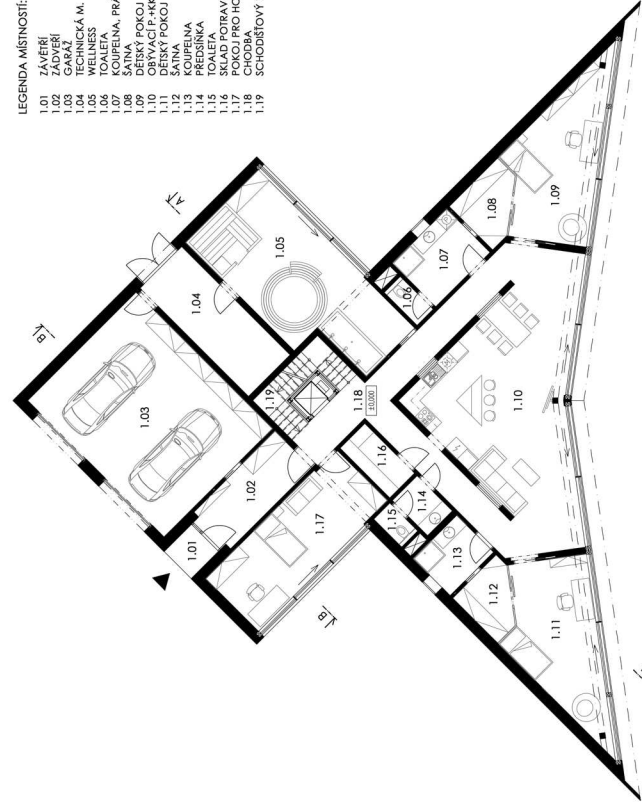 LEGENDA MÍSTNOSTÍ:
1.01 ZÁVĚTŘÍ
1.02 ZÁDVEŘÍ
1.03 GARÁŽ
1.04 TECHNICKÁ M.
1.05 WELLNESS
1.06 TOALETA
1.07 KOUPELNA, PRÁ
1.08 ŠATNA
1.09 DĚTSKÝ POKOJ
1.10 OBÝVACÍ P.+KK
1.11 DĚTSKÝ POKOJ
1.12 ŠATNA
1.13 KOUPELNA
1.14 PŘEDSÍŇKA
1.15 TOALETA
1.16 SKLAD POTRAV
1.17 POKOJ PRO HO
1.18 CHODBA
1.19 SCHODIŠŤOVÝ
A
B
1.05
1.04
1.03
1.08
1.09
1.07
1.06
1.19
1.18
±0,000
1.02
1.01
1.16
1.10
1.17
1.15
1.14
1.13
1.12
1.11
B